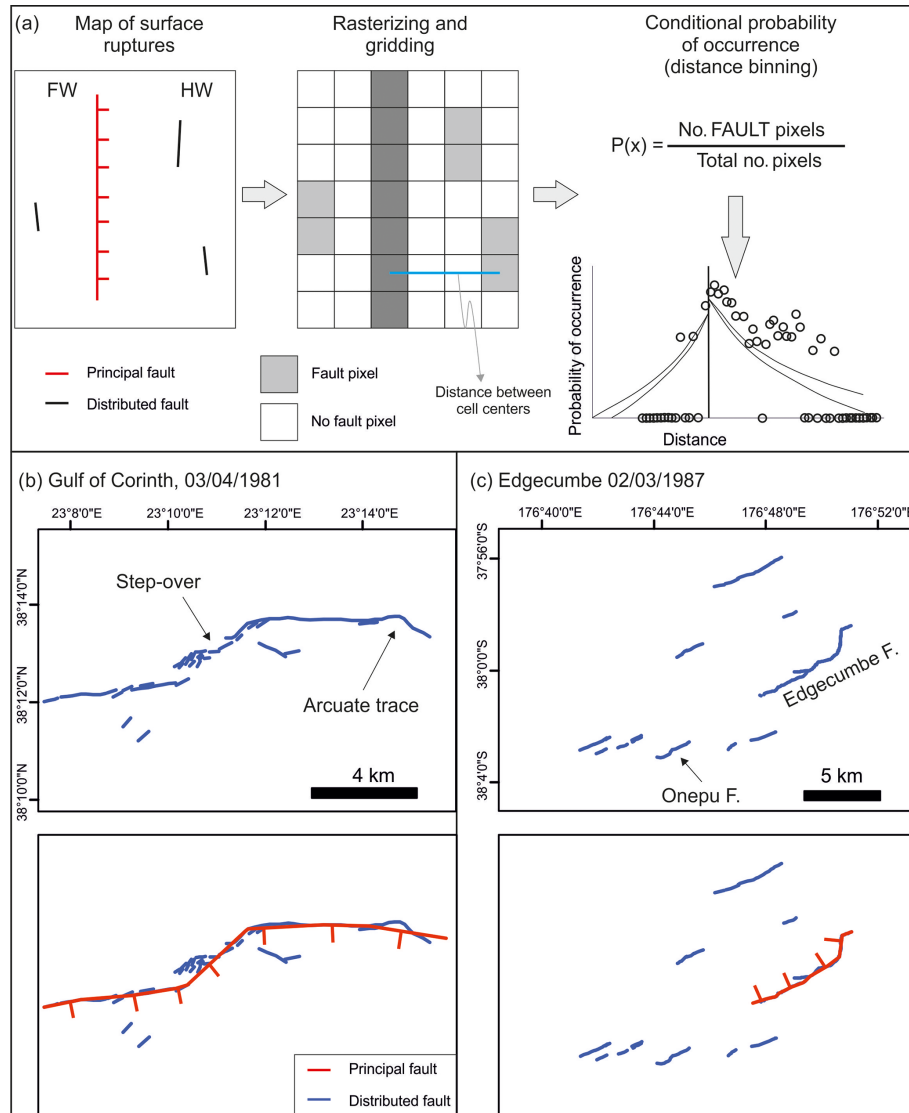 (a)
Map of surface
ruptures
FW
HW
Principal fault
Distributed fault
Rasterizing and
gridding
Fault pixel
No fault pixel
Distance between
cell centers
Conditional probability
of occurrence
(distance binning)
P(x) = No. FAULT pixels
Total no. pixels
Probability of occurrence
Distance
(b) Gulf of Corinth, 03/04/1981
23°8'0"E
23°10'0"E
23°12'0"E
23°14'0"E
38°14'0"N
38°12'0"N
38°10'0"N
Step-over
Arcuate trace
4 km
Principal fault
Distributed fault
(c) Edgecumbe 02/03/1987
176°40'0"E
176°44'0"E
176°48'0"E
176°52'0"E
37°56'0"S
38°0'0"S
38°4'0"S
Edgecumbe F.
Onepu F.
5 km